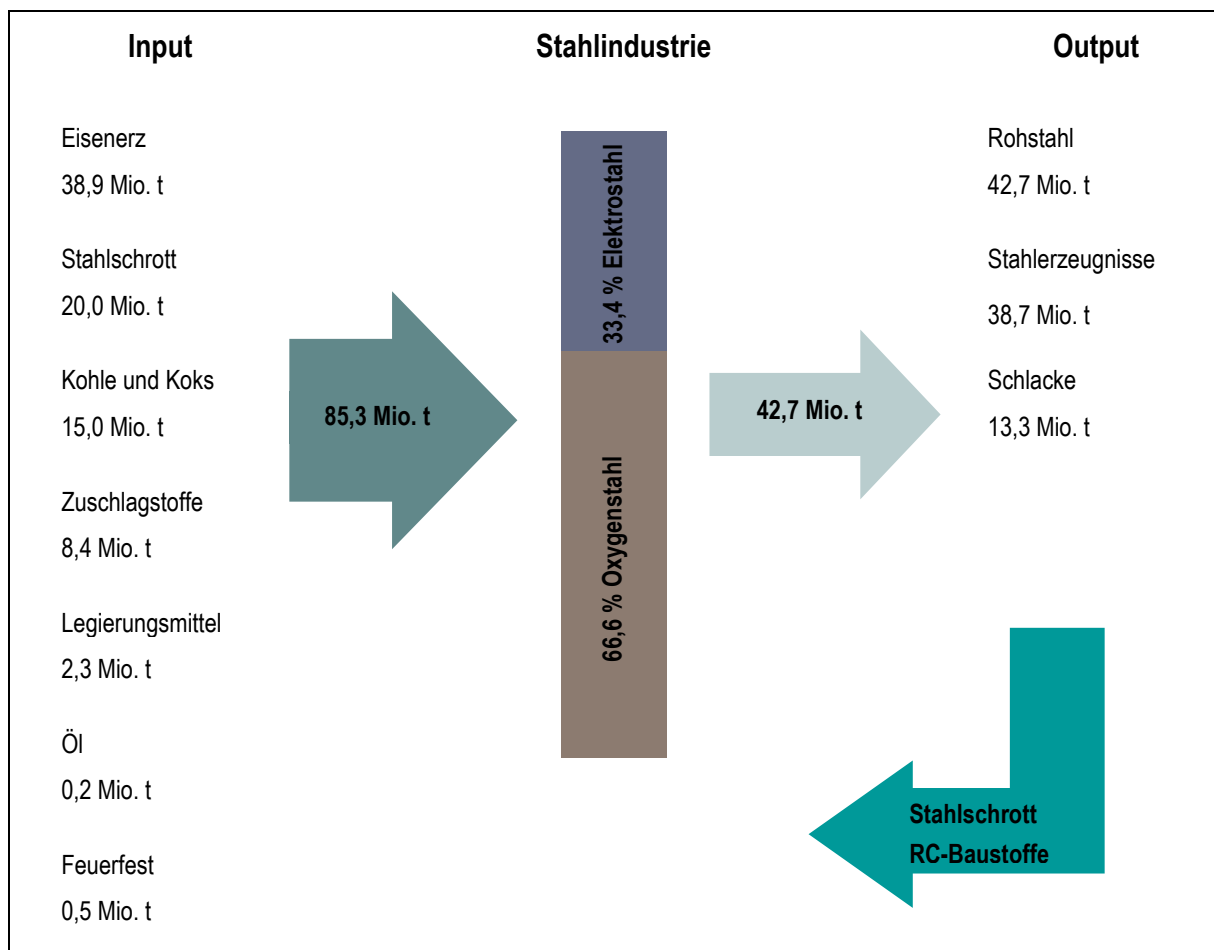 Input
Stahlindustrie
Output
Eisenerz
38,9 Mio. t
Stahlschrott
20,0 Mio. t
Kohle und Koks
15,0 Mio. t
Zuschlagstoffe
8,4 Mio. t
Legierungsmittel
2,3 Mio. t
Öl
0,2 Mio. t
Feuerfest
0,5 Mio. t
85,3 Mio. t
33,4 % Elektrostahl
66,6 % Oxygenstahl
42,7 Mio. t
Rohstahl
42,7 Mio. t
Stahlerzeugnisse
38,7 Mio. t
Schlacke
13,3 Mio. t
Stahlschrott
RC-Baustoffe